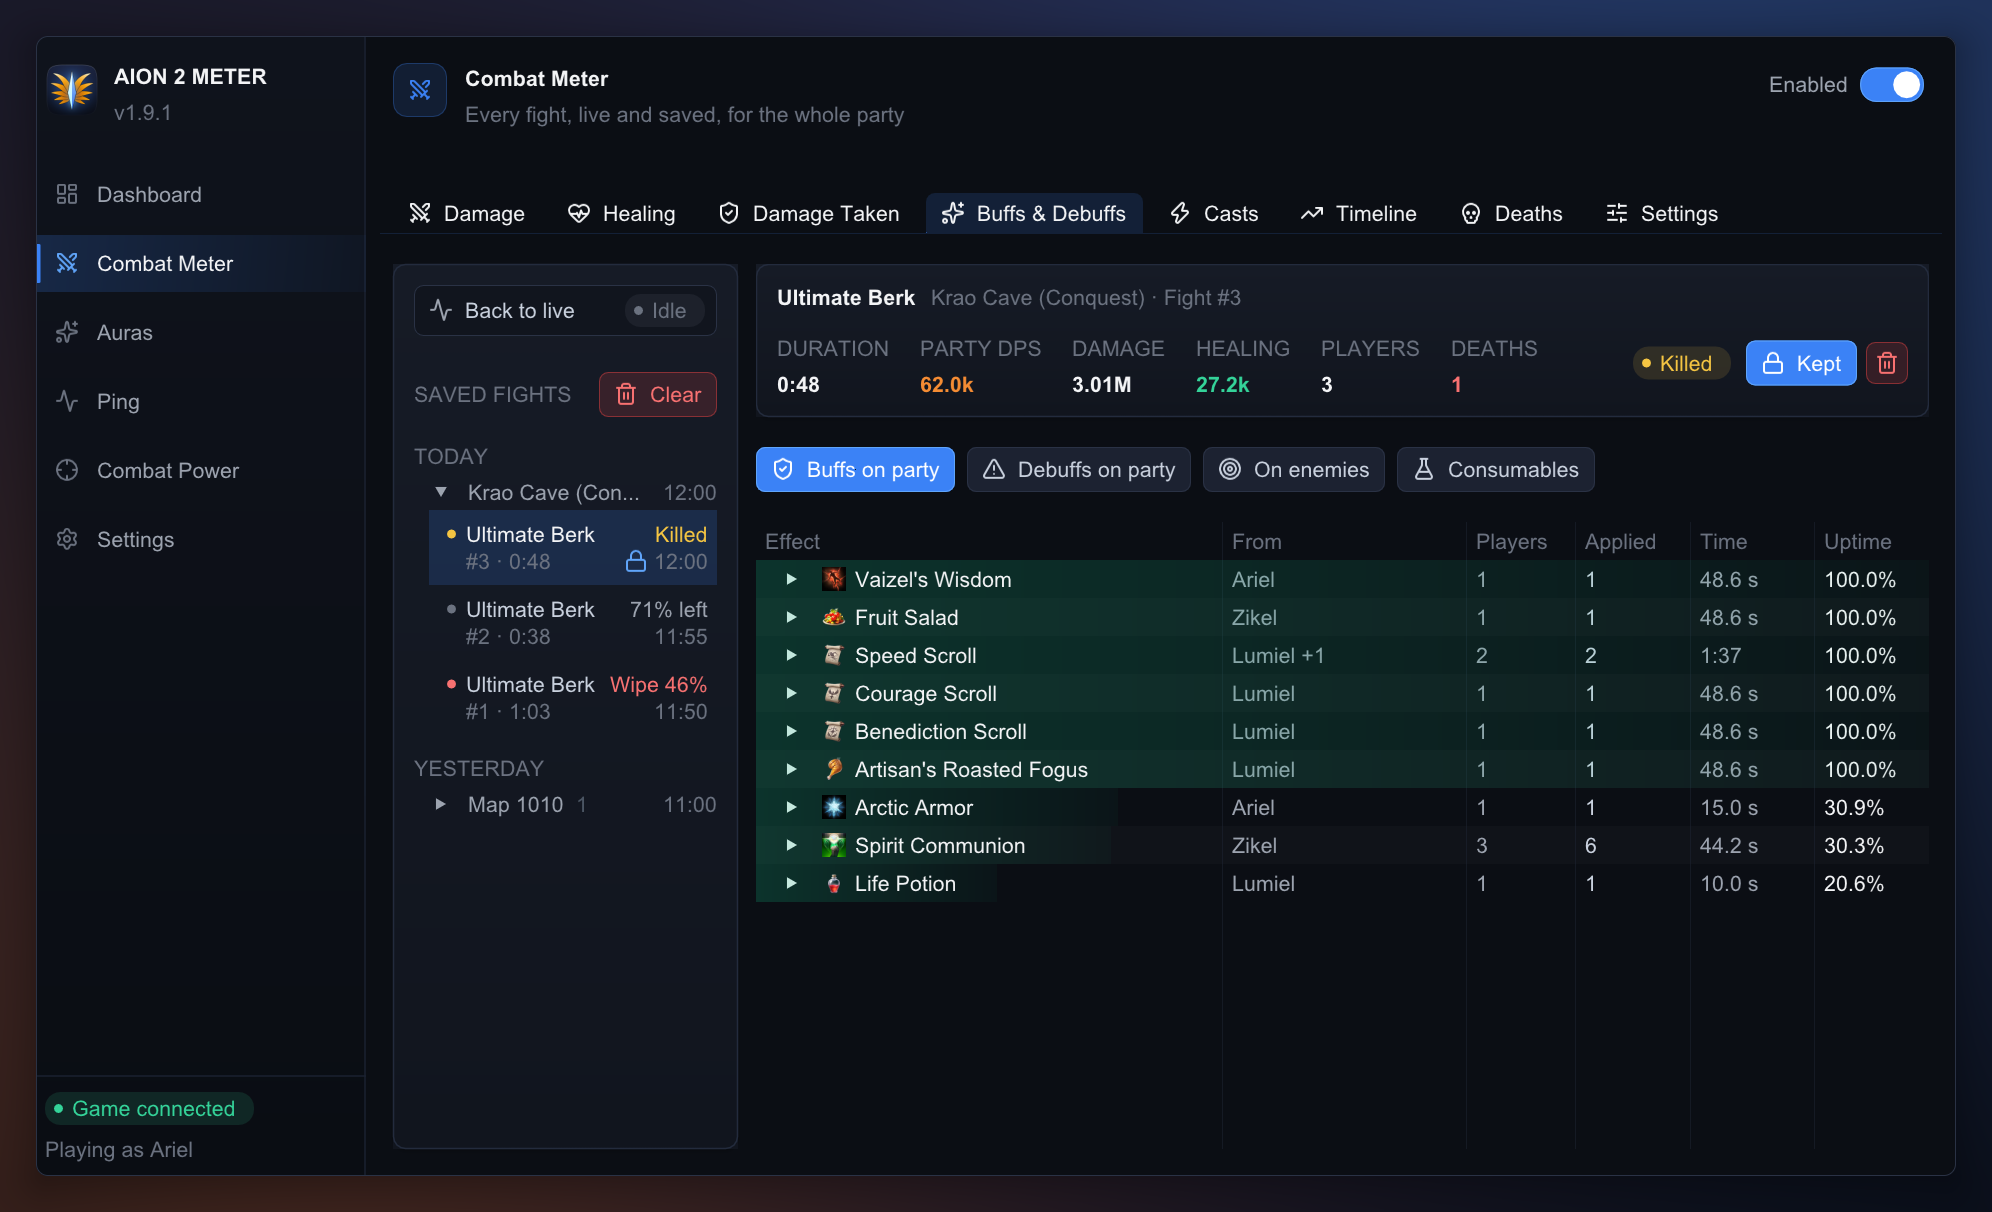 AION 2 METER
v1.9.1
Dashboard
Combat Meter
Auras
Ping
Combat Power
Settings
Game connected
Playing as Ariel
Combat Meter
Every fight, live and saved, for the whole party
Enabled
Damage Healing Damage Taken Buffs & Debuffs Casts Timeline Deaths Settings
Back to live Idle
SAVED FIGHTS Clear
TODAY
Krao Cave (Con... 12:00
Ultimate Berk Killed
#3 · 0:48 12:00
Ultimate Berk 71% left
#2 · 0:38 11:55
Ultimate Berk Wipe 46%
#1 · 1:03 11:50
YESTERDAY
Map 1010 1 11:00
Ultimate Berk Krao Cave (Conquest) · Fight #3
DURATION PARTY DPS DAMAGE HEALING PLAYERS DEATHS
0:48 62.0k 3.01M 27.2k 3 1
Killed Kept
Buffs on party Debuffs on party On enemies Consumables
Effect From Players Applied Time Uptime
Vaizel's Wisdom Ariel 1 1 48.6 s 100.0%
Fruit Salad Zikel 1 1 48.6 s 100.0%
Speed Scroll Lumiel +1 2 2 1:37 100.0%
Courage Scroll Lumiel 1 1 48.6 s 100.0%
Benediction Scroll Lumiel 1 1 48.6 s 100.0%
Artisan's Roasted Fogus Lumiel 1 1 48.6 s 100.0%
Arctic Armor Ariel 1 1 15.0 s 30.9%
Spirit Communion Zikel 3 6 44.2 s 30.3%
Life Potion Lumiel 1 1 10.0 s 20.6%